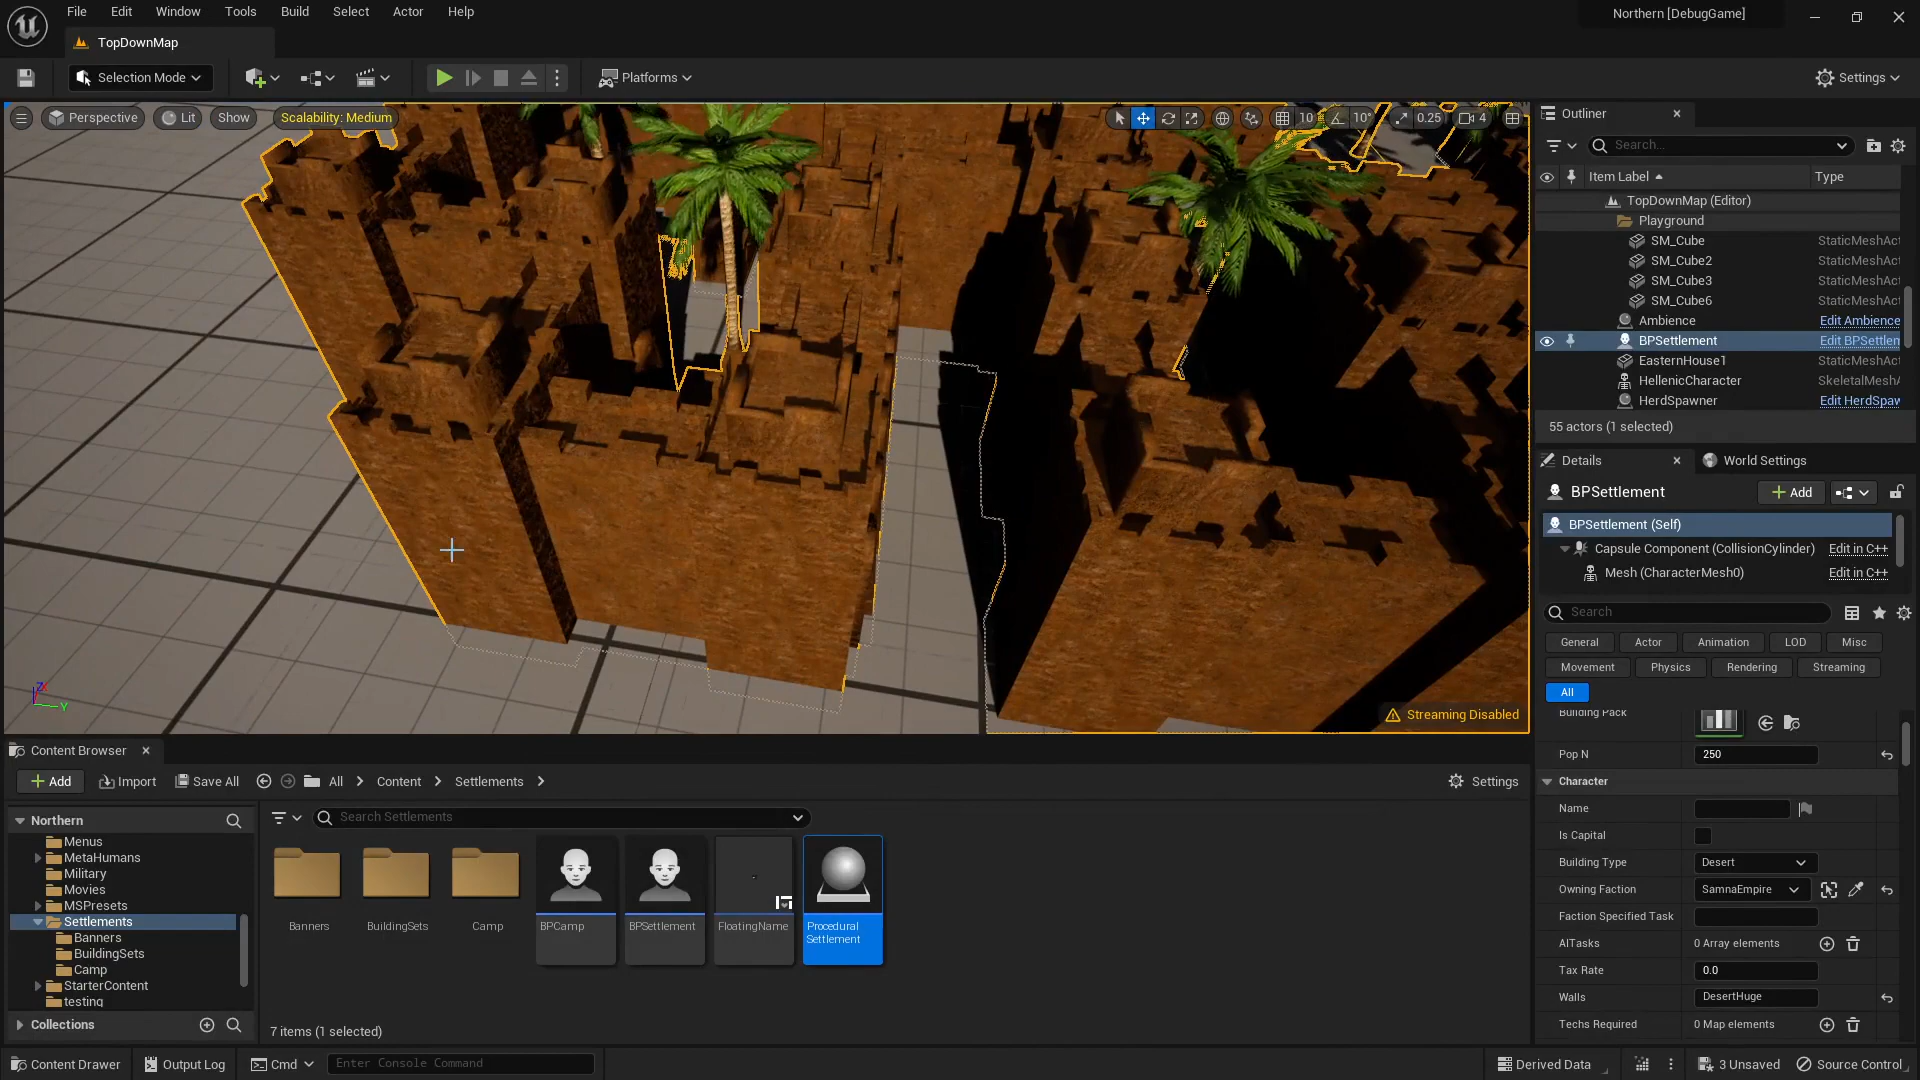 File Edit Window Tools Build Select Actor Help
Northern [DebugGame]
TopDownMap
Selection Mode
Platforms
Settings
Perspective Lit Show Scalability: Medium
10 10° 0.25 4
Streaming Disabled
Outliner
Search...
Item Label Type
TopDownMap (Editor)
Playground
SM_Cube StaticMeshAct
SM_Cube2 StaticMeshAct
SM_Cube3 StaticMeshAct
SM_Cube6 StaticMeshAct
Ambience Edit Ambience
BPSettlement Edit BPSettlen
EasternHouse1 StaticMeshAct
HellenicCharacter SkeletalMeshA
HerdSpawner Edit HerdSpaw
55 actors (1 selected)
Details World Settings
BPSettlement Add
BPSettlement (Self)
Capsule Component (CollisionCylinder) Edit in C++
Mesh (CharacterMesh0) Edit in C++
Search
General Actor Animation LOD Misc
Movement Physics Rendering Streaming
All
Building Pack
Pop N 250
Character
Name
Is Capital
Building Type Desert
Owning Faction SamnaEmpire
Faction Specified Task
AITasks 0 Array elements
Tax Rate 0.0
Walls DesertHuge
Techs Required 0 Map elements
Content Browser
Add Import Save All All Content Settlements Settings
Northern
Menus
MetaHumans
Military
Movies
MSPresets
Settlements
Banners
BuildingSets
Camp
StarterContent
testing
Collections
Search Settlements
Banners BuildingSets Camp BPCamp BPSettlement FloatingName Procedural
Settlement
7 items (1 selected)
Content Drawer Output Log Cmd Enter Console Command
Derived Data 3 Unsaved Source Control
X Y